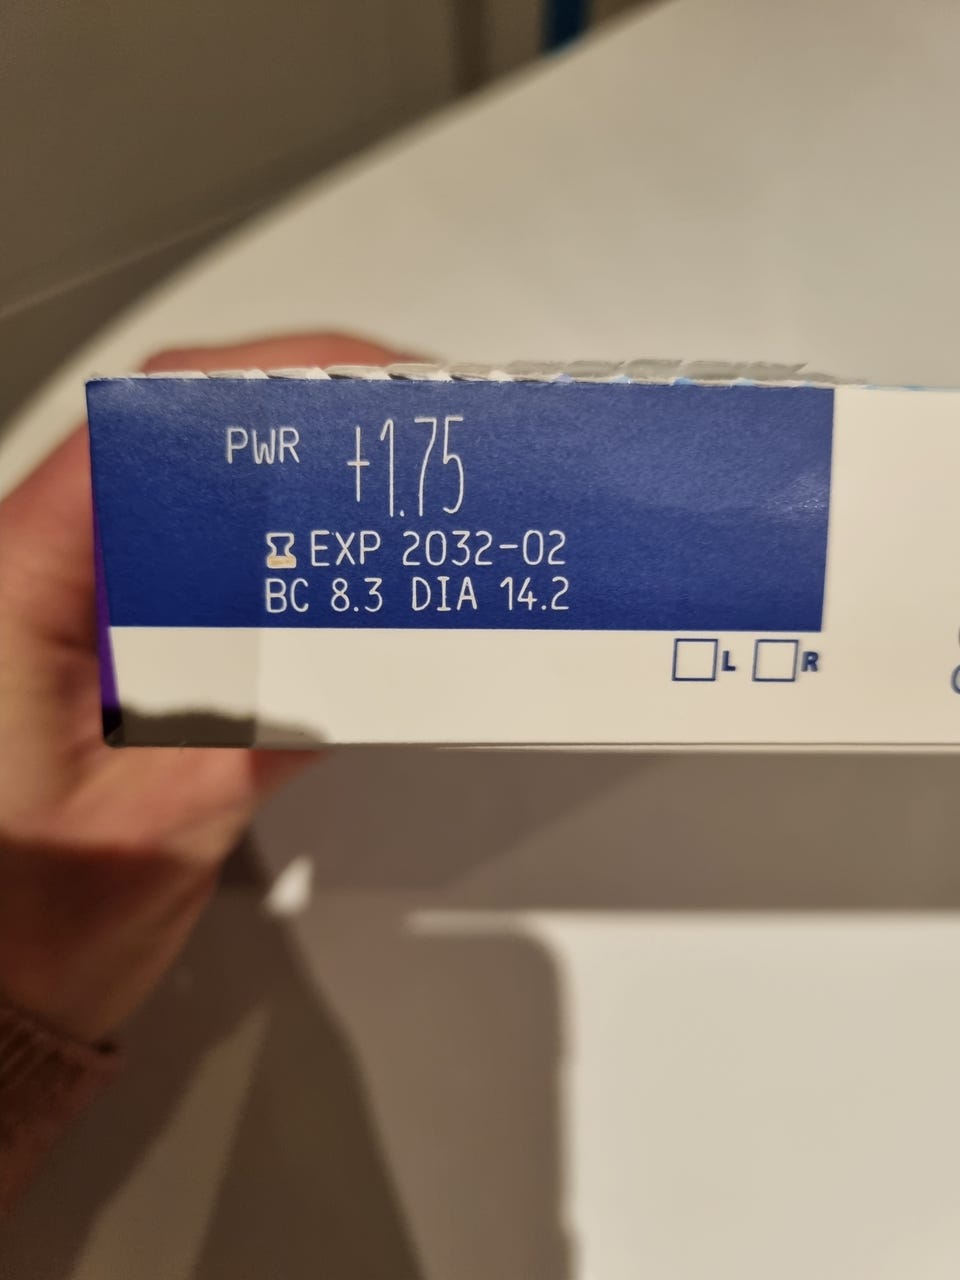 PWR +1.75
EXP 2032-02
BC 8.3 DIA 14.2
L R